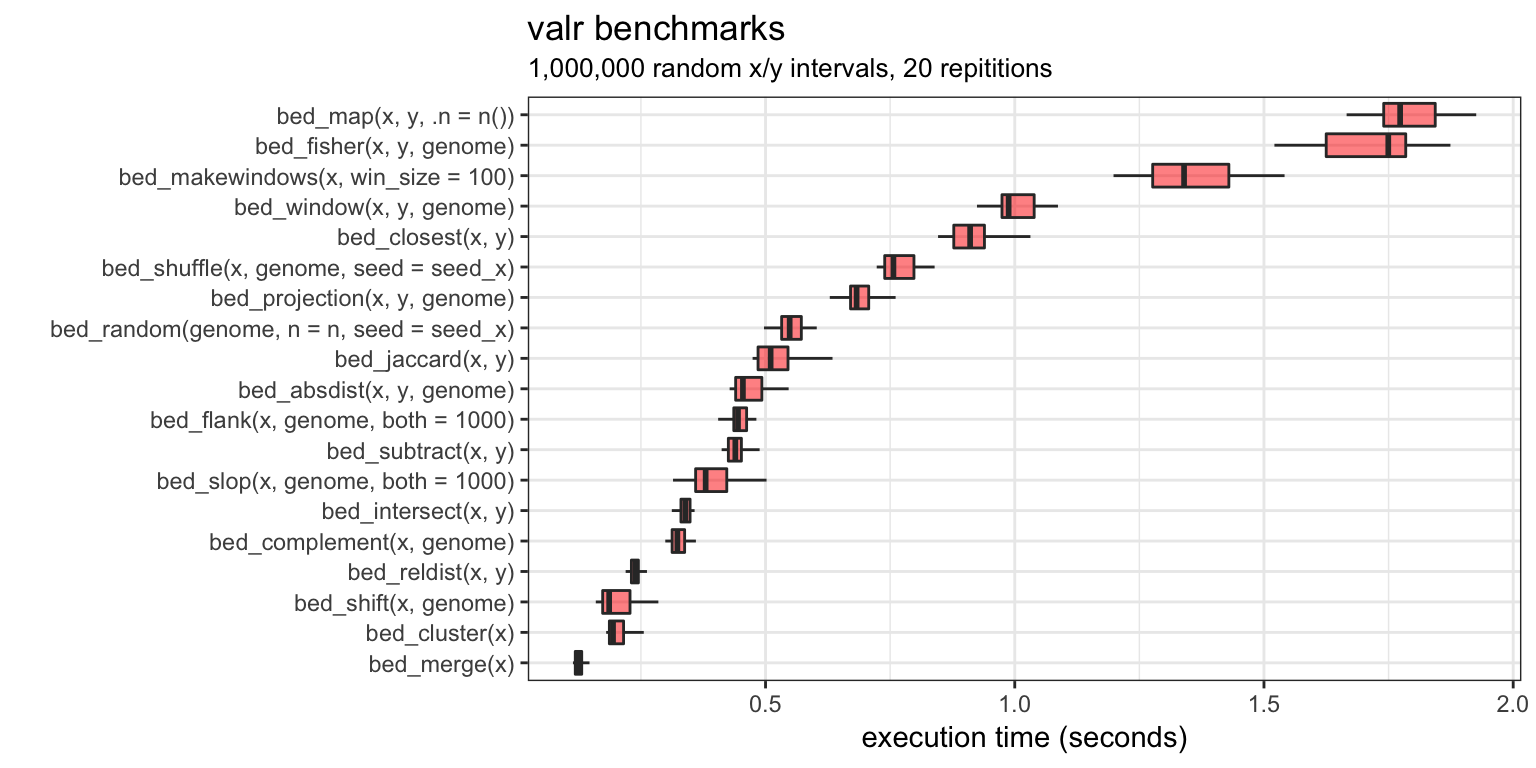 valr benchmarks
1,000,000 random x/y intervals, 20 repititions
bed_map(x, y, .n = n())
bed_fisher(x, y, genome)
bed_makewindows(x, win_size = 100)
bed_window(x, y, genome)
bed_closest(x, y)
bed_shuffle(x, genome, seed = seed_x)
bed_projection(x, y, genome)
bed_random(genome, n = n, seed = seed_x)
bed_jaccard(x, y)
bed_absdist(x, y, genome)
bed_flank(x, genome, both = 1000)
bed_subtract(x, y)
bed_slop(x, genome, both = 1000)
bed_intersect(x, y)
bed_complement(x, genome)
bed_reldist(x, y)
bed_shift(x, genome)
bed_cluster(x)
bed_merge(x)
0.5 1.0 1.5 2.0
execution time (seconds)